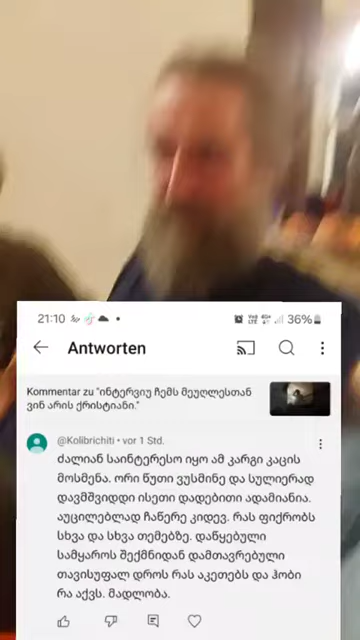 21:10
36%
Antworten
Kommentar zu "ინტერვიუ ჩემს მეუღლესთან
ვინ არის ქრისტიანი."
@Kolibrichiti • vor 1 Std.
ძალიან საინტერესო იყო ამ კარგი კაცის
მოსმენა. ორი წუთი ვუსმინე და სულიერად
დავმშვიდდი ისეთი დადებითი ადამიანია.
აუცილებლად ჩაწერე კიდევ. რას ფიქრობს
სხვა და სხვა თემებზე. დაწყებული
სამყაროს შექმნიდან დამთავრებული
თავისუფალ დროს რას აკეთებს და ჰობი
რა აქვს. მადლობა.